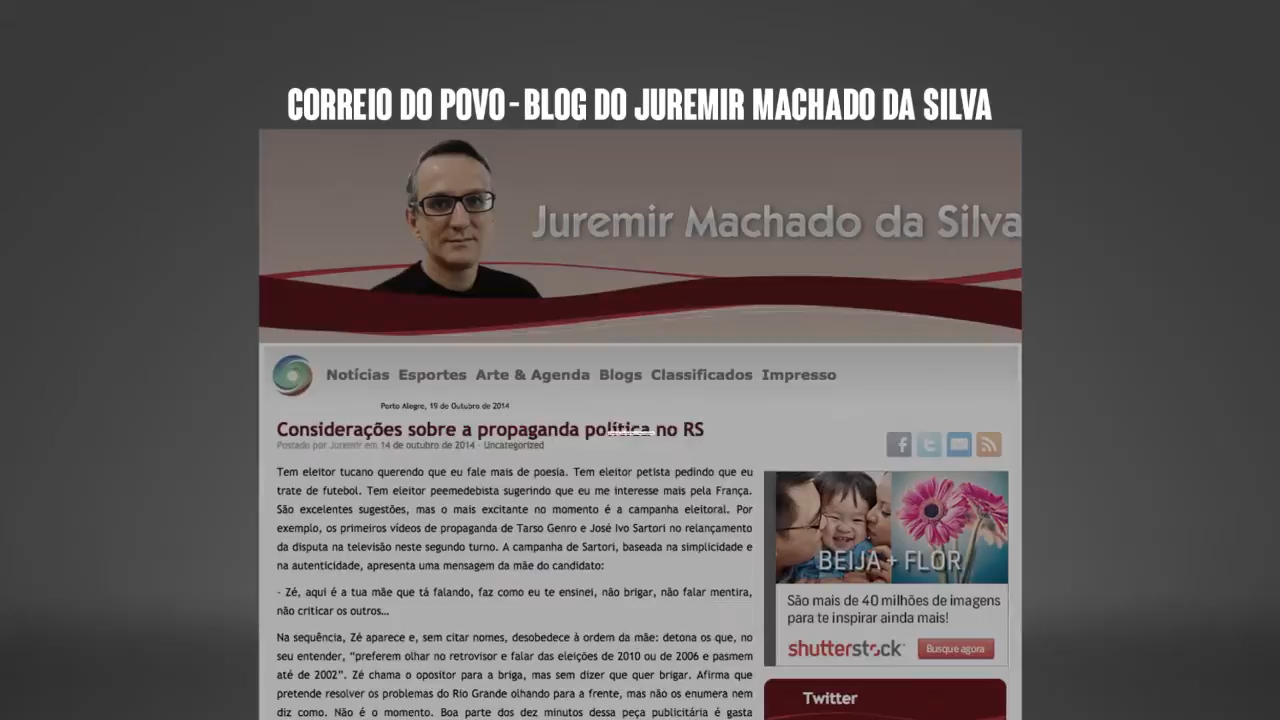 CORREIO DO POVO - BLOG DO JUREMIR MACHADO DA SILVA
Juremir Machado da Silva
Notícias Esportes Arte & Agenda Blogs Classificados Impresso
Porto Alegre, 19 de Outubro de 2014
Considerações sobre a propaganda política no RS
Postado por Juremir em 14 de outubro de 2014 - Uncategorized
Tem eleitor tucano querendo que eu fale mais de poesia. Tem eleitor petista pedindo que eu
trate de futebol. Tem eleitor peemedebista sugerindo que eu me interesse mais pela França.
São excelentes sugestões, mas o mais excitante no momento é a campanha eleitoral. Por
exemplo, os primeiros vídeos de propaganda de Tarso Genro e José Ivo Sartori no relançamento
da disputa na televisão neste segundo turno. A campanha de Sartori, baseada na simplicidade e
na autenticidade, apresenta uma mensagem da mãe do candidato:
- Zé, aqui é a tua mãe que tá falando, faz como eu te ensinei, não brigar, não falar mentira,
não criticar os outros…
Na sequência, Zé aparece e, sem citar nomes, desobedece à ordem da mãe: detona os que, no
seu entender, “preferem olhar no retrovisor e falar das eleições de 2010 ou de 2006 e pasmem
até de 2002”. Zé chama o opositor para a briga, mas sem dizer que quer brigar. Afirma que
pretende resolver os problemas do Rio Grande olhando para a frente, mas não os enumera nem
diz como. Não é o momento. Boa parte dos dez minutos dessa peça publicitária é gasta
BEIJA + FLOR
São mais de 40 milhões de imagens
para te inspirar ainda mais!
shutterstock
Busque agora
Twitter